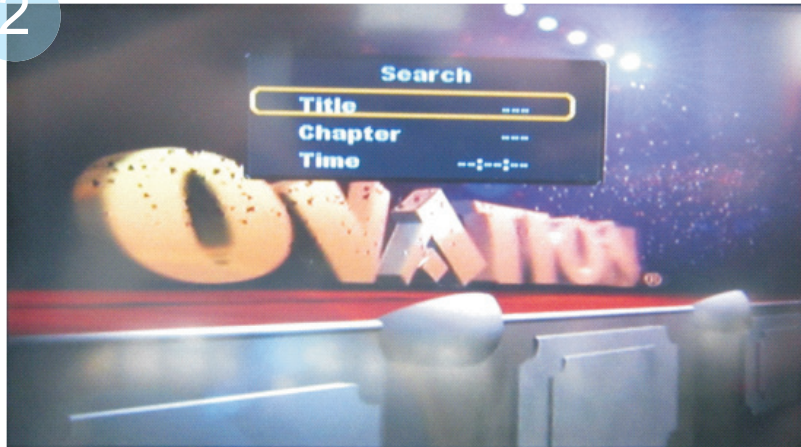 2
Search
Title ---
Chapter ---
Time --:--:--
OVATION ®